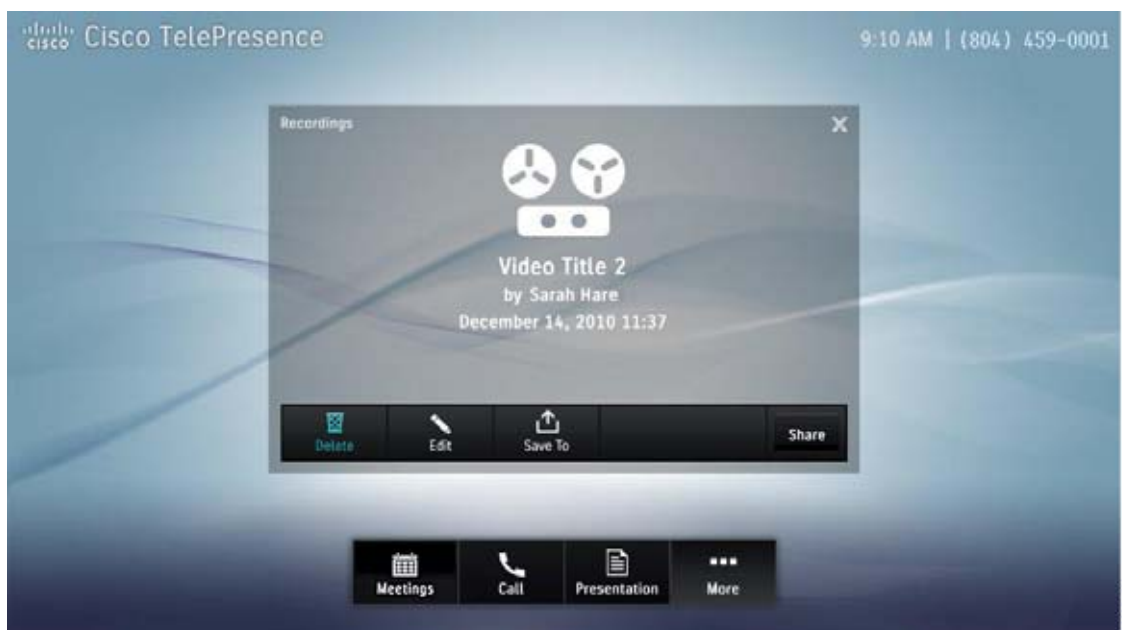 cisco Cisco TelePresence
9:10 AM | (804) 459-0001
Recordings X
Video Title 2
by Sarah Hare
December 14, 2010 11:37
Delete Edit Save To Share
Meetings Call Presentation More